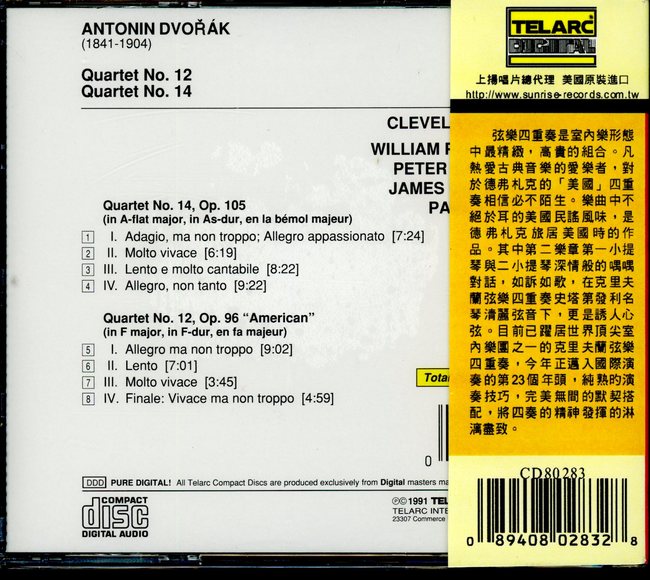 ANTONIN DVOŘÁK
(1841-1904)
Quartet No. 12
Quartet No. 14
CLEVEL
WILLIAM
PETER
JAMES
PA
Quartet No. 14, Op. 105
(in A-flat major, in As-dur, en la bémol majeur)
1 I. Adagio, ma non troppo; Allegro appassionato [7:24]
2 II. Molto vivace [6:19]
3 III. Lento e molto cantabile [8:22]
4 IV. Allegro, non tanto [9:22]
Quartet No. 12, Op. 96 “American”
(in F major, in F-dur, en fa majeur)
5 I. Allegro ma non troppo [9:02]
6 II. Lento [7:01]
7 III. Molto vivace [3:45]
8 IV. Finale: Vivace ma non troppo [4:59]
Total
0
DDD PURE DIGITAL! All Telarc Compact Discs are produced exclusively from Digital masters
COMPACT
disc
DIGITAL AUDIO
℗©1991 TEL
TELARC INTE
23307 Commerce
TELARC
DIGITAL
上揚唱片總代理 美國原裝進口
http://www.sunrise-records.com.tw
弦樂四重奏是室內樂形態
中最精緻，高貴的組合。凡
熱愛古典音樂的愛樂者，對
於德弗札克的「美國」四重
奏相信必不陌生。樂曲中不
絕於耳的美國民謠風味，是
德弗札克旅居美國時的作
品。其中第二樂章第一小提
琴與二小提琴深情般的喁喁
對話，如訴如歌，在克里夫
蘭弦樂四重奏史塔第發利名
琴清麗弦音下，更是誘人心
弦。目前已躍居世界頂尖室
內樂團之一的克里夫蘭弦樂
四重奏，今年正邁入國際演
奏的第23個年頭，純熟的演
奏技巧，完美無間的默契搭
配，將四奏的精神發揮的淋
漓盡致。
CD80283
0 89408 02832 8